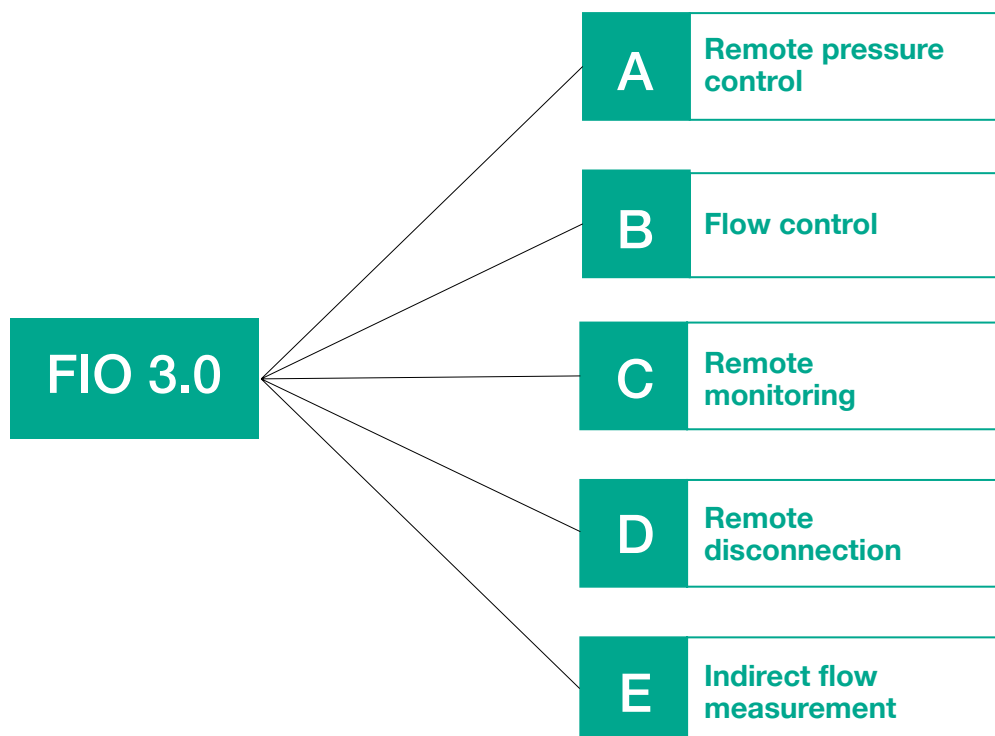 FIO 3.0
A
Remote pressure
control
B
Flow control
C
Remote
monitoring
D
Remote
disconnection
E
Indirect flow
measurement